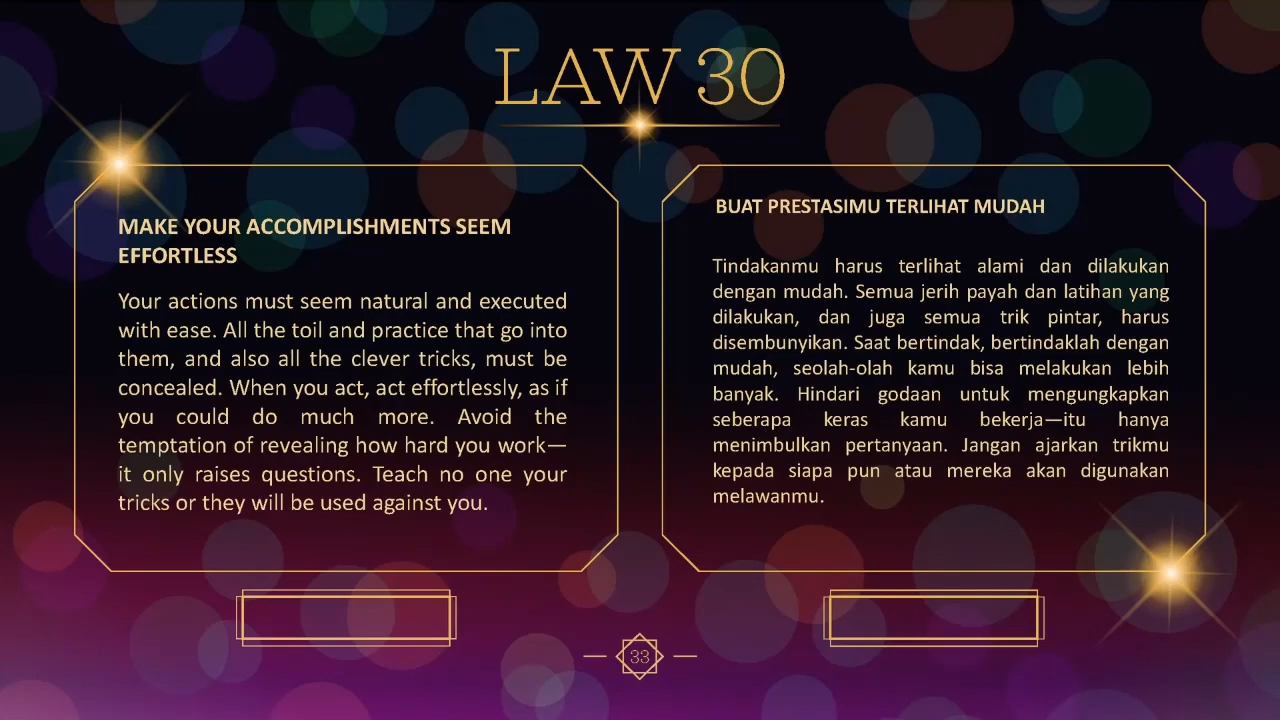 LAW 30
MAKE YOUR ACCOMPLISHMENTS SEEM
EFFORTLESS
Your actions must seem natural and executed
with ease. All the toil and practice that go into
them, and also all the clever tricks, must be
concealed. When you act, act effortlessly, as if
you could do much more. Avoid the
temptation of revealing how hard you work—
it only raises questions. Teach no one your
tricks or they will be used against you.
BUAT PRESTASIMU TERLIHAT MUDAH
Tindakanmu harus terlihat alami dan dilakukan
dengan mudah. Semua jerih payah dan latihan yang
dilakukan, dan juga semua trik pintar, harus
disembunyikan. Saat bertindak, bertindaklah dengan
mudah, seolah-olah kamu bisa melakukan lebih
banyak. Hindari godaan untuk mengungkapkan
seberapa keras kamu bekerja—itu hanya
menimbulkan pertanyaan. Jangan ajarkan trikmu
kepada siapa pun atau mereka akan digunakan
melawanmu.
33